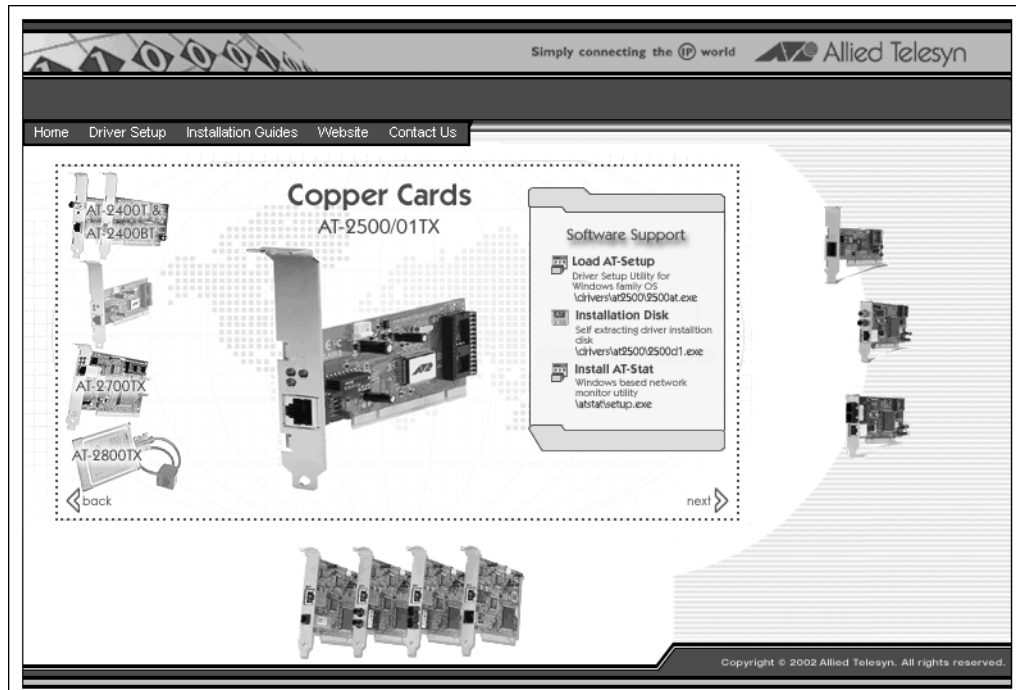 Simply connecting the IP world
Allied Telesyn
Home Driver Setup Installation Guides Website Contact Us
Copper Cards
AT-2500/01TX
AT-2400T &
AT-2400BT
AT-2700TX
AT-2800TX
Software Support
Load AT-Setup
Driver Setup Utility for
Windows family OS
\drivers\at2500\2500at.exe
Installation Disk
Self extracting driver installtion
disk
\drivers\at2500\2500d1.exe
Install AT-Stat
Windows based network
monitor utility
\atstat\setup.exe
back
next
Copyright © 2002 Allied Telesyn. All rights reserved.